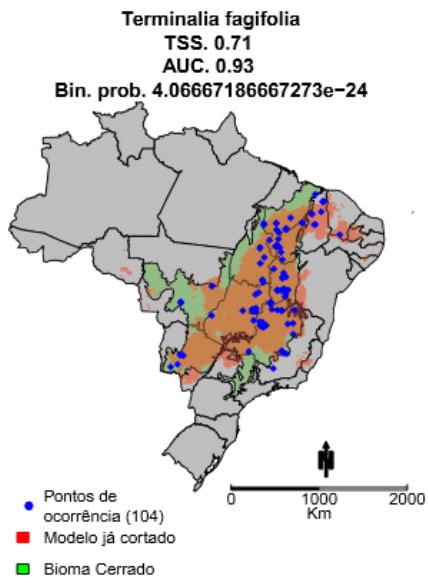 Terminalia fagifolia
TSS. 0.71
AUC. 0.93
Bin. prob. 4.06667186667273e−24
N
0 1000 2000
Km
Pontos de
ocorrência (104)
Modelo já cortado
Bioma Cerrado